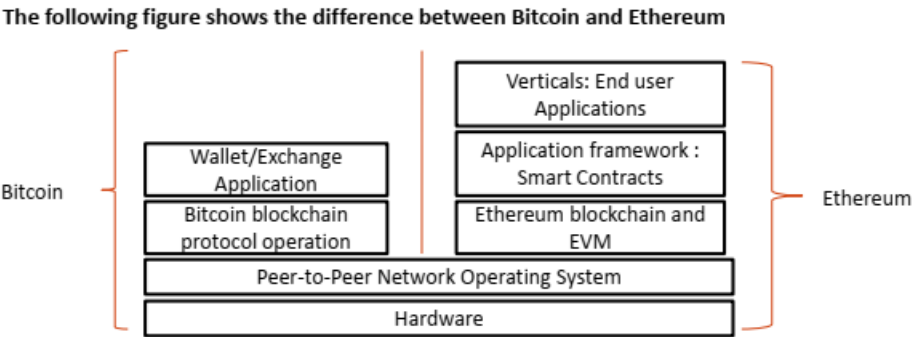 The following figure shows the difference between Bitcoin and Ethereum
Verticals: End user
Applications
Wallet/Exchange
Application
Application framework :
Smart Contracts
Bitcoin
Ethereum
Bitcoin blockchain
protocol operation
Ethereum blockchain and
EVM
Peer-to-Peer Network Operating System
Hardware